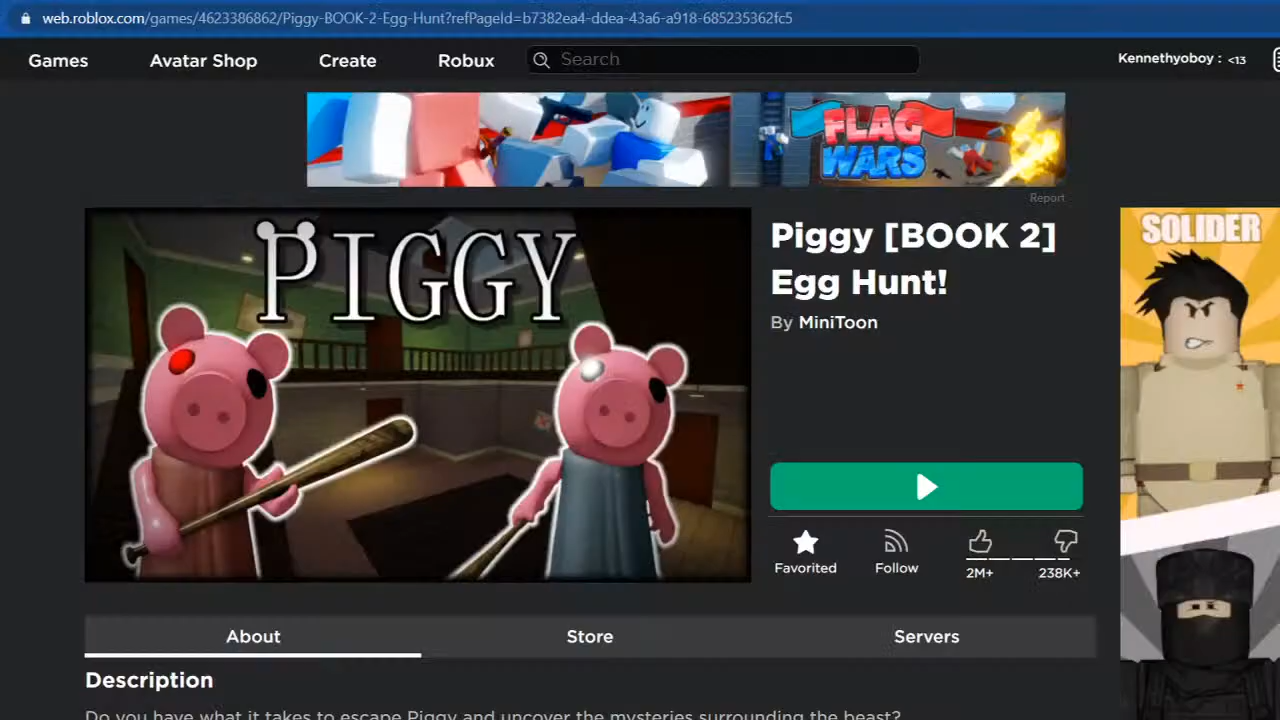 web.roblox.com/games/4623386862/Piggy-BOOK-2-Egg-Hunt?refPageId=b7382ea4-ddea-43a6-a918-685235362fc5
Games Avatar Shop Create Robux Search Kennethyoboy : <13
FLAG
WARS
Report
PIGGY
Piggy [BOOK 2]
Egg Hunt!
By MiniToon
SOLIDER
Favorited Follow 2M+ 238K+
About Store Servers
Description
Do you have what it takes to escape Piggy and uncover the mysteries surrounding the beast?